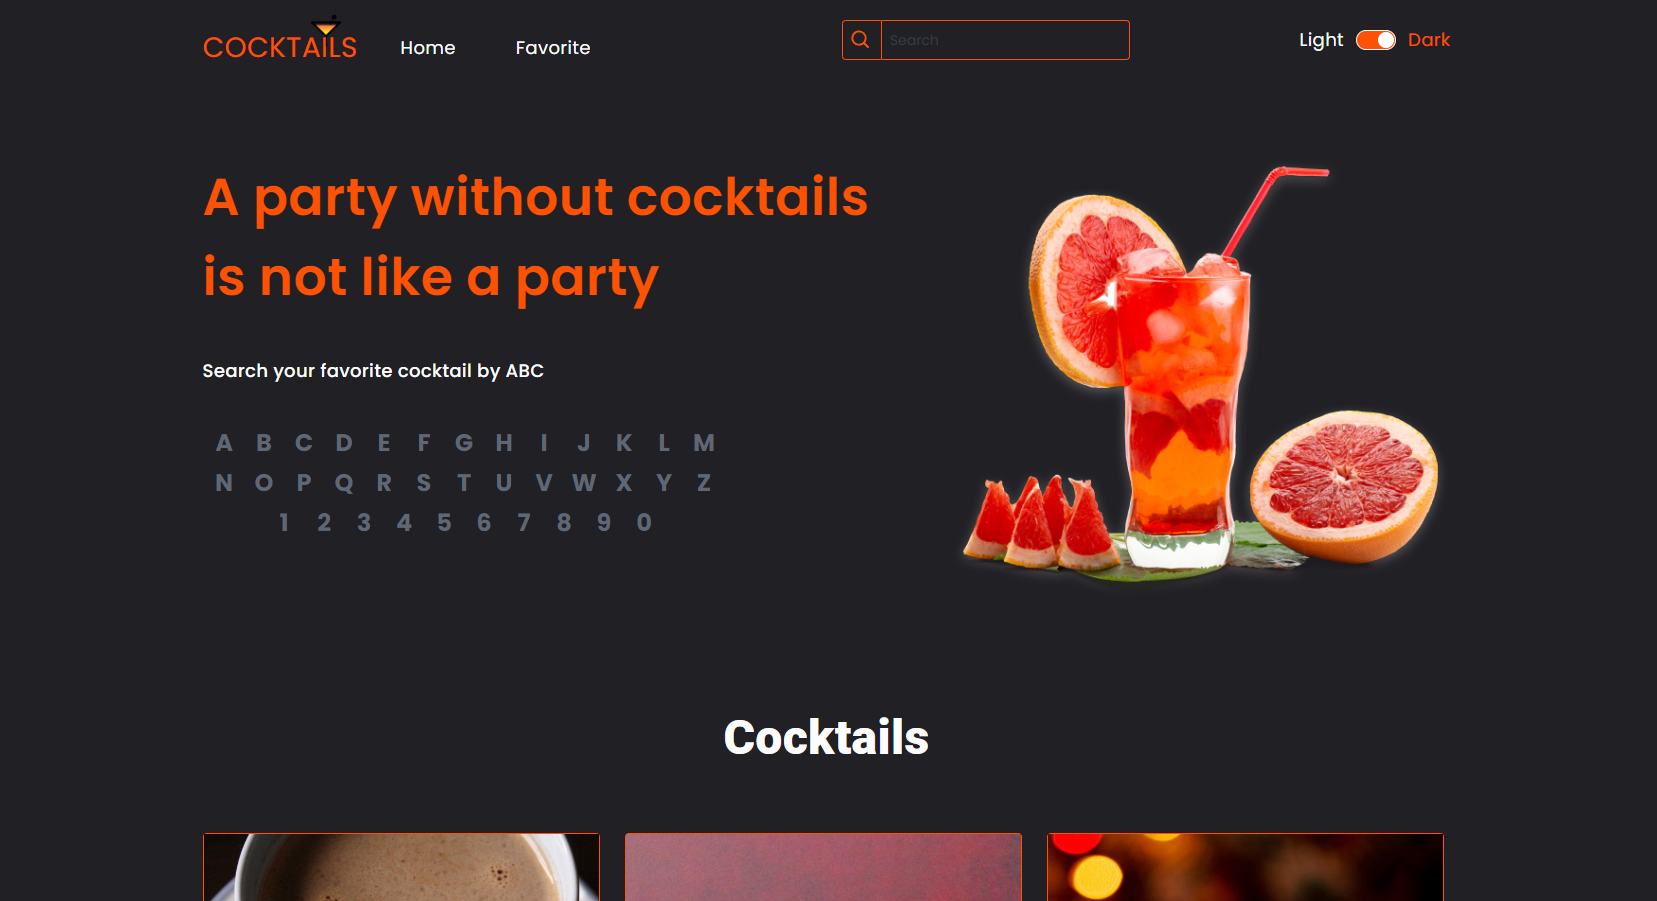 COCKTAILS Home Favorite Search Light Dark
A party without cocktails
is not like a party
Search your favorite cocktail by ABC
A B C D E F G H I J K L M
N O P Q R S T U V W X Y Z
1 2 3 4 5 6 7 8 9 0
Cocktails